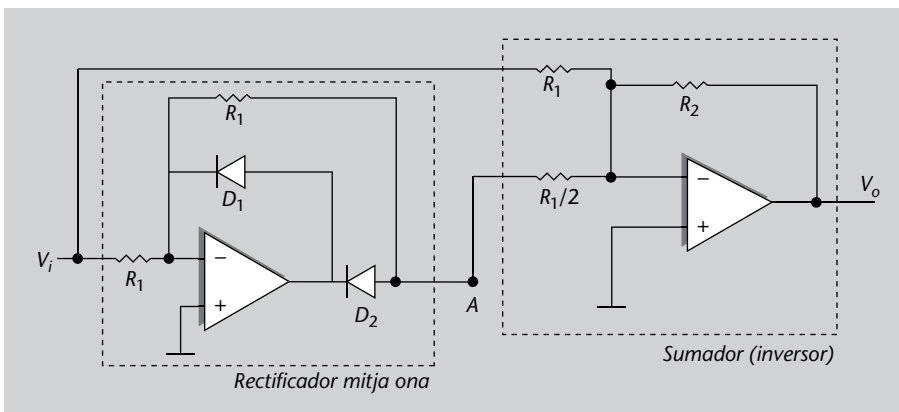 R1
R2
R1
D1
R1/2
−
+
Vo
Vi
R1
−
+
D2
A
Rectificador mitja ona
Sumador (inversor)